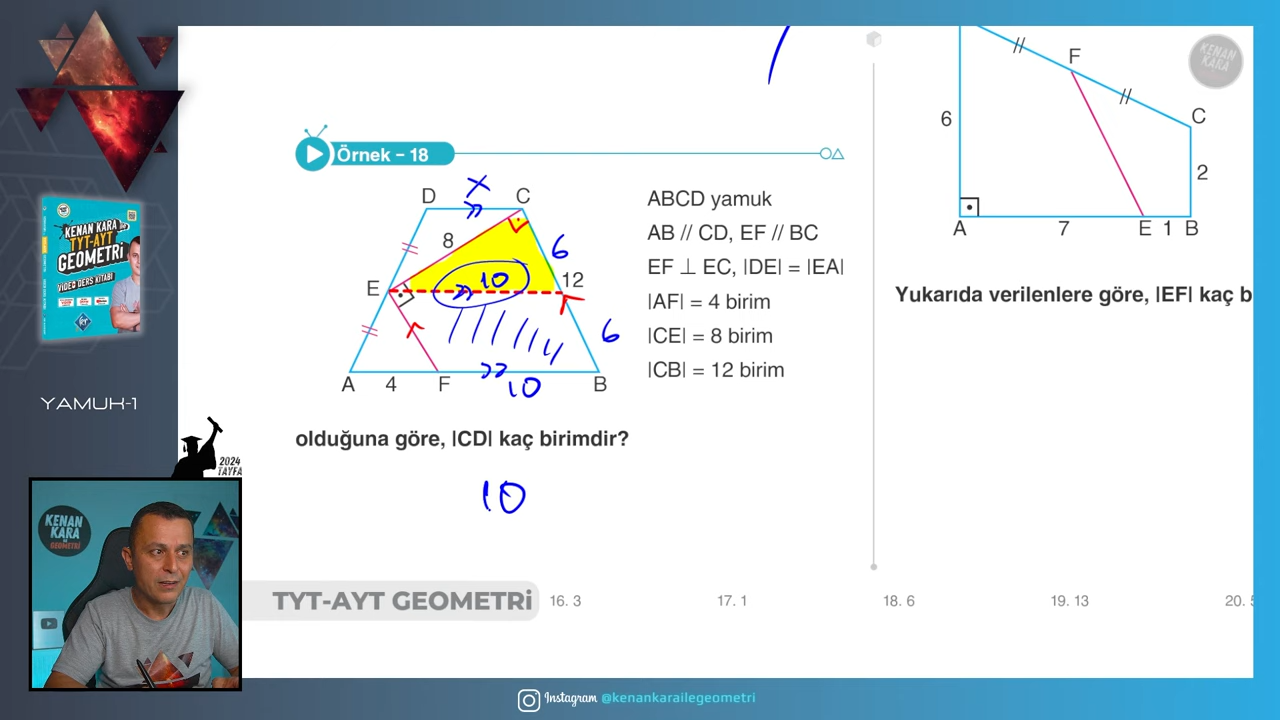 Örnek – 18
D
x
C
8
6
10
12
E
6
A
4
F
10
B
ABCD yamuk
AB // CD, EF // BC
EF ⊥ EC, |DE| = |EA|
|AF| = 4 birim
|CE| = 8 birim
|CB| = 12 birim
olduğuna göre, |CD| kaç birimdir?
10
F
6
C
2
A
7
E
1
B
Yukarıda verilenlere göre, |EF| kaç b
KENAN
KARA
KENAN KARA
TYT-AYT
GEOMETRİ
VİDEO DERS KİTABI
YAMUK-1
2024
TAYFA
KENAN
KARA
GEOMETRİ
TYT-AYT GEOMETRİ
16. 3
17. 1
18. 6
19. 13
20. 5
Instagram @kenankarailegeometri